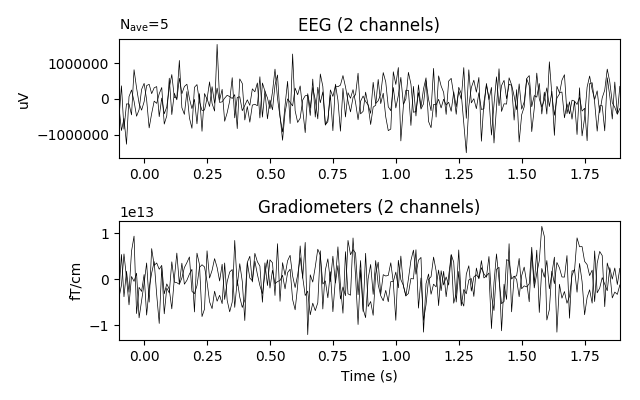 N_ave=5
EEG (2 channels)
uV
1000000
0
−1000000
0.00 0.25 0.50 0.75 1.00 1.25 1.50 1.75
1e13
Gradiometers (2 channels)
fT/cm
1
0
−1
0.00 0.25 0.50 0.75 1.00 1.25 1.50 1.75
Time (s)